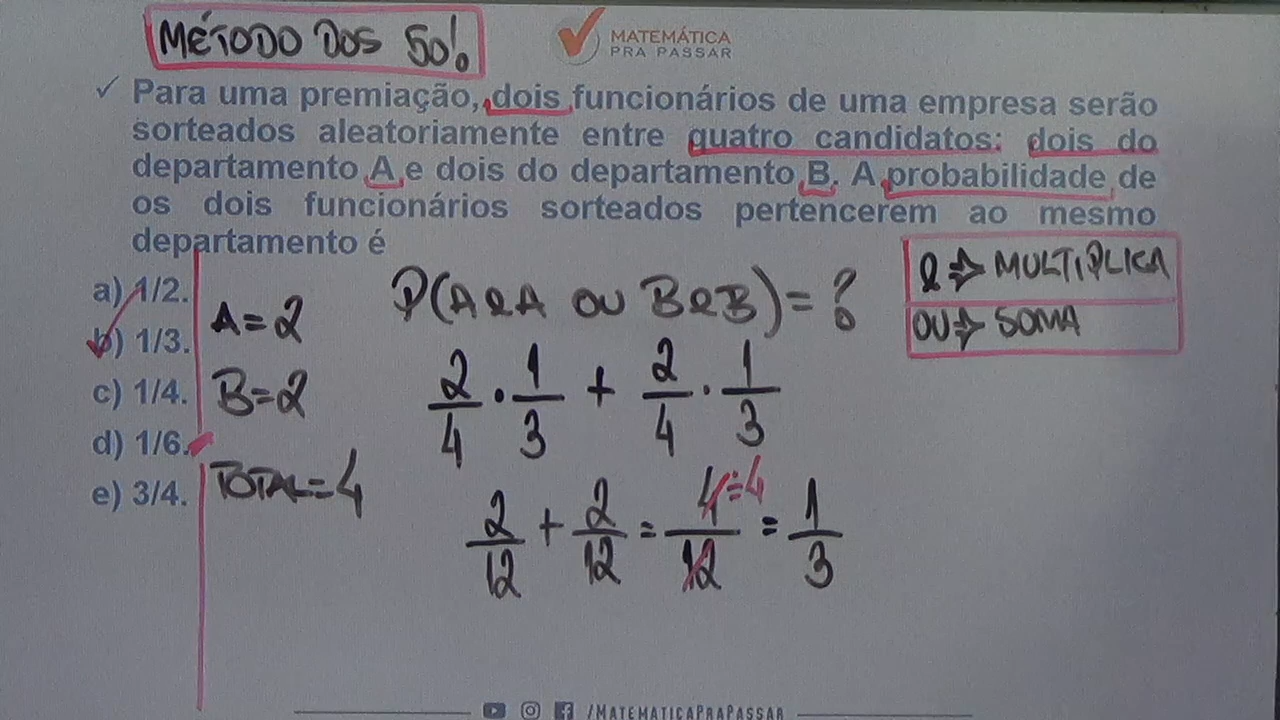 MÉTODO DOS 50%
MATEMÁTICA
PRA PASSAR
✓ Para uma premiação, dois funcionários de uma empresa serão
sorteados aleatoriamente entre quatro candidatos: dois do
departamento A e dois do departamento B. A probabilidade de
os dois funcionários sorteados pertencerem ao mesmo
departamento é
a) 1/2.
b) 1/3.
c) 1/4.
d) 1/6.
e) 3/4.
A=2
B=2
TOTAL=4
P(A e A OU B e B) = ?
e ⇒ MULTIPLICA
OU ⇒ SOMA
2/4 · 1/3 + 2/4 · 1/3
2/12 + 2/12 = 4/12 ÷4 = 1/3
/MATEMATICAPRAPASSAR